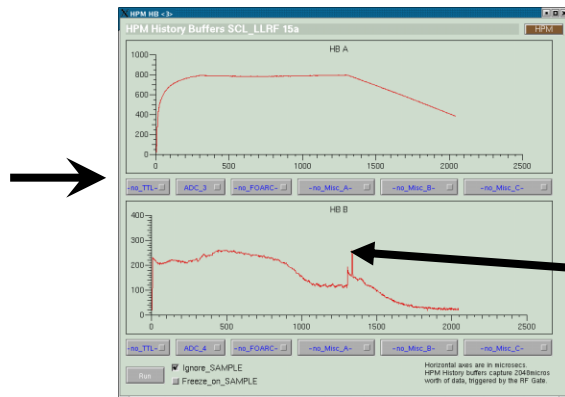 HPM HB <3>
HPM History Buffers SCL_LLRF 15a
HPM
HB A
1000
800
600
400
200
0
0 500 1000 1500 2000 2500
~no_TTL~ ADC_3 ~no_FOARC~ ~no_Misc_A~ ~no_Misc_B~ ~no_Misc_C~
HB B
400
300
200
100
0
0 500 1000 1500 2000 2500
~no_TTL~ ADC_4 ~no_FOARC~ ~no_Misc_A~ ~no_Misc_B~ ~no_Misc_C~
Run
Ignore_SAMPLE
Freeze_on_SAMPLE
Horizontal axes are in microsecs.
HPM History buffers capture 2048micros
worth of data, triggered by the RF Gate.